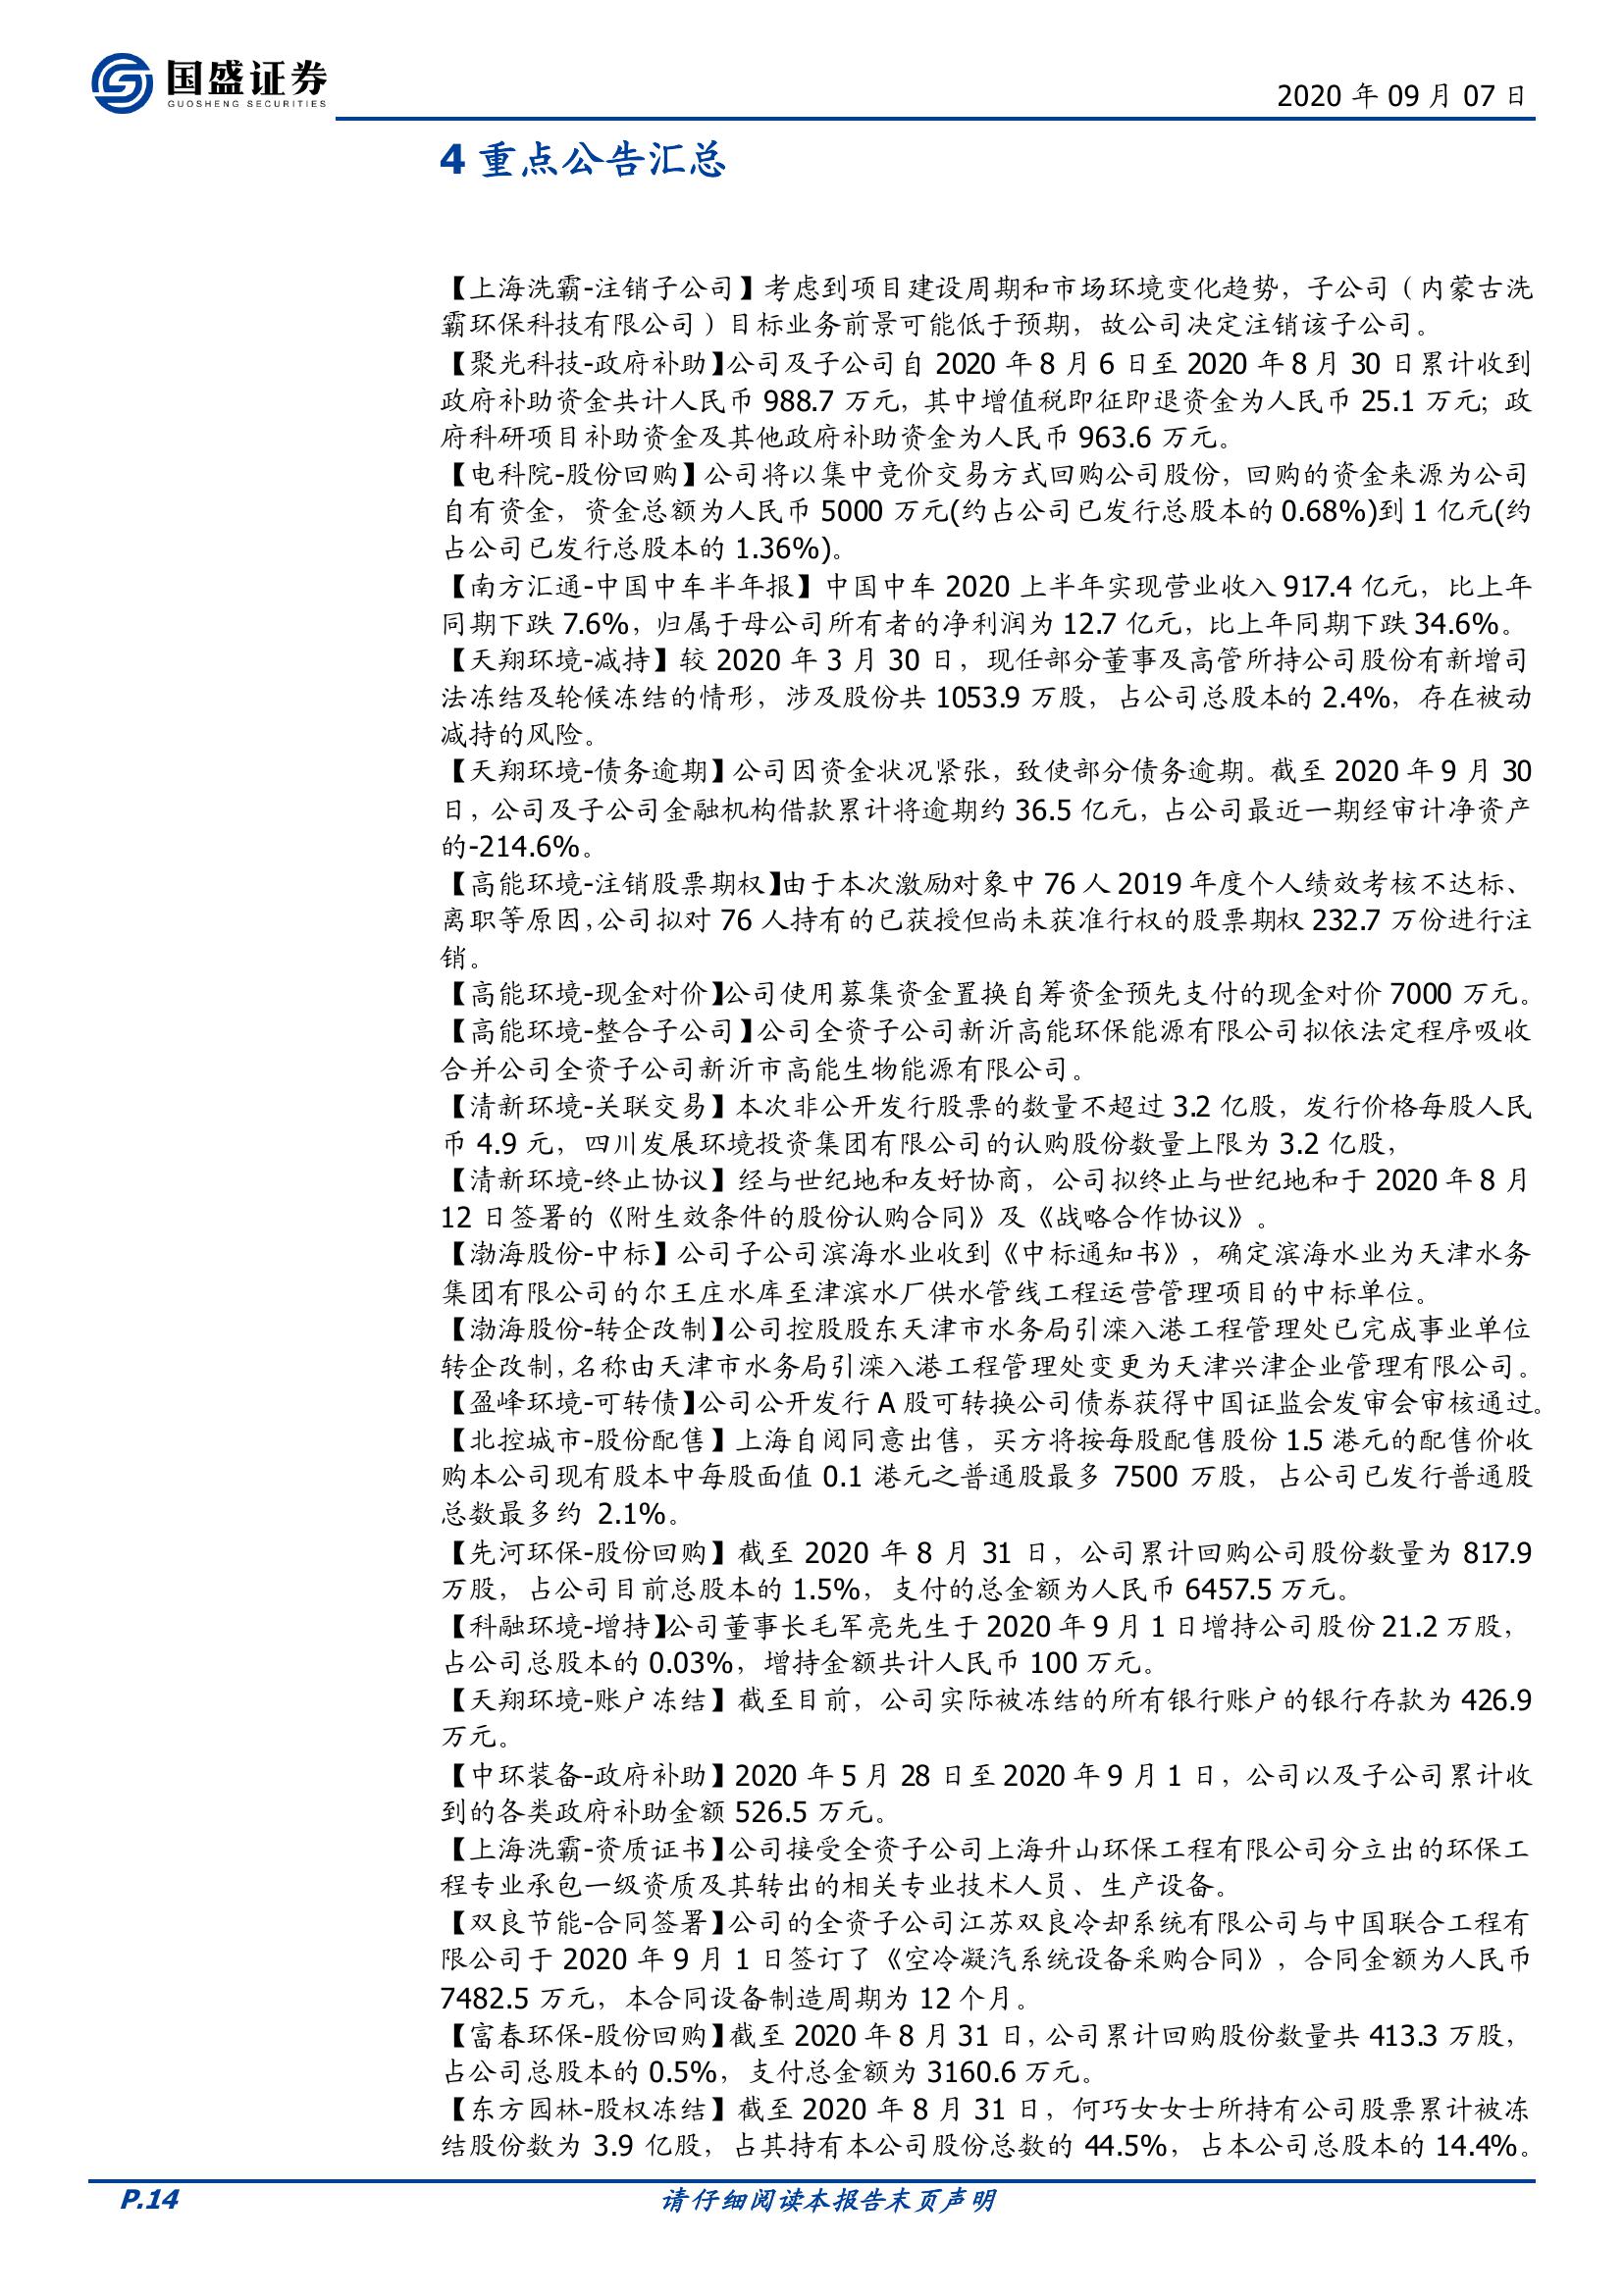 国盛证券
GUOSHENG SECURITIES
2020 年 09 月 07 日
4 重点公告汇总
【上海洗霸-注销子公司】考虑到项目建设周期和市场环境变化趋势，子公司（内蒙古洗
霸环保科技有限公司）目标业务前景可能低于预期，故公司决定注销该子公司。
【聚光科技-政府补助】公司及子公司自 2020 年 8 月 6 日至 2020 年 8 月 30 日累计收到
政府补助资金共计人民币 988.7 万元，其中增值税即征即退资金为人民币 25.1 万元；政
府科研项目补助资金及其他政府补助资金为人民币 963.6 万元。
【电科院-股份回购】公司将以集中竞价交易方式回购公司股份，回购的资金来源为公司
自有资金，资金总额为人民币 5000 万元(约占公司已发行总股本的 0.68%)到 1 亿元(约
占公司已发行总股本的 1.36%)。
【南方汇通-中国中车半年报】中国中车 2020 上半年实现营业收入 917.4 亿元，比上年
同期下跌 7.6%，归属于母公司所有者的净利润为 12.7 亿元，比上年同期下跌 34.6%。
【天翔环境-减持】较 2020 年 3 月 30 日，现任部分董事及高管所持公司股份有新增司
法冻结及轮候冻结的情形，涉及股份共 1053.9 万股，占公司总股本的 2.4%，存在被动
减持的风险。
【天翔环境-债务逾期】公司因资金状况紧张，致使部分债务逾期。截至 2020 年 9 月 30
日，公司及子公司金融机构借款累计将逾期约 36.5 亿元，占公司最近一期经审计净资产
的-214.6%。
【高能环境-注销股票期权】由于本次激励对象中 76 人 2019 年度个人绩效考核不达标、
离职等原因，公司拟对 76 人持有的已获授但尚未获准行权的股票期权 232.7 万份进行注
销。
【高能环境-现金对价】公司使用募集资金置换自筹资金预先支付的现金对价 7000 万元。
【高能环境-整合子公司】公司全资子公司新沂高能环保能源有限公司拟依法定程序吸收
合并公司全资子公司新沂市高能生物能源有限公司。
【清新环境-关联交易】本次非公开发行股票的数量不超过 3.2 亿股，发行价格每股人民
币 4.9 元，四川发展环境投资集团有限公司的认购股份数量上限为 3.2 亿股，
【清新环境-终止协议】经与世纪地和友好协商，公司拟终止与世纪地和于 2020 年 8 月
12 日签署的《附生效条件的股份认购合同》及《战略合作协议》。
【渤海股份-中标】公司子公司滨海水业收到《中标通知书》，确定滨海水业为天津水务
集团有限公司的尔王庄水库至津滨水厂供水管线工程运营管理项目的中标单位。
【渤海股份-转企改制】公司控股股东天津市水务局引滦入港工程管理处已完成事业单位
转企改制，名称由天津市水务局引滦入港工程管理处变更为天津兴津企业管理有限公司。
【盈峰环境-可转债】公司公开发行 A 股可转换公司债券获得中国证监会发审会审核通过。
【北控城市-股份配售】上海自阅同意出售，买方将按每股配售股份 1.5 港元的配售价收
购本公司现有股本中每股面值 0.1 港元之普通股最多 7500 万股，占公司已发行普通股
总数最多约 2.1%。
【先河环保-股份回购】截至 2020 年 8 月 31 日，公司累计回购公司股份数量为 817.9
万股，占公司目前总股本的 1.5%，支付的总金额为人民币 6457.5 万元。
【科融环境-增持】公司董事长毛军亮先生于 2020 年 9 月 1 日增持公司股份 21.2 万股，
占公司总股本的 0.03%，增持金额共计人民币 100 万元。
【天翔环境-账户冻结】截至目前，公司实际被冻结的所有银行账户的银行存款为 426.9
万元。
【中环装备-政府补助】2020 年 5 月 28 日至 2020 年 9 月 1 日，公司以及子公司累计收
到的各类政府补助金额 526.5 万元。
【上海洗霸-资质证书】公司接受全资子公司上海升山环保工程有限公司分立出的环保工
程专业承包一级资质及其转出的相关专业技术人员、生产设备。
【双良节能-合同签署】公司的全资子公司江苏双良冷却系统有限公司与中国联合工程有
限公司于 2020 年 9 月 1 日签订了《空冷凝汽系统设备采购合同》，合同金额为人民币
7482.5 万元，本合同设备制造周期为 12 个月。
【富春环保-股份回购】截至 2020 年 8 月 31 日，公司累计回购股份数量共 413.3 万股，
占公司总股本的 0.5%，支付总金额为 3160.6 万元。
【东方园林-股权冻结】截至 2020 年 8 月 31 日，何巧女女士所持有公司股票累计被冻
结股份数为 3.9 亿股，占其持有本公司股份总数的 44.5%，占本公司总股本的 14.4%。
P.14
请仔细阅读本报告末页声明